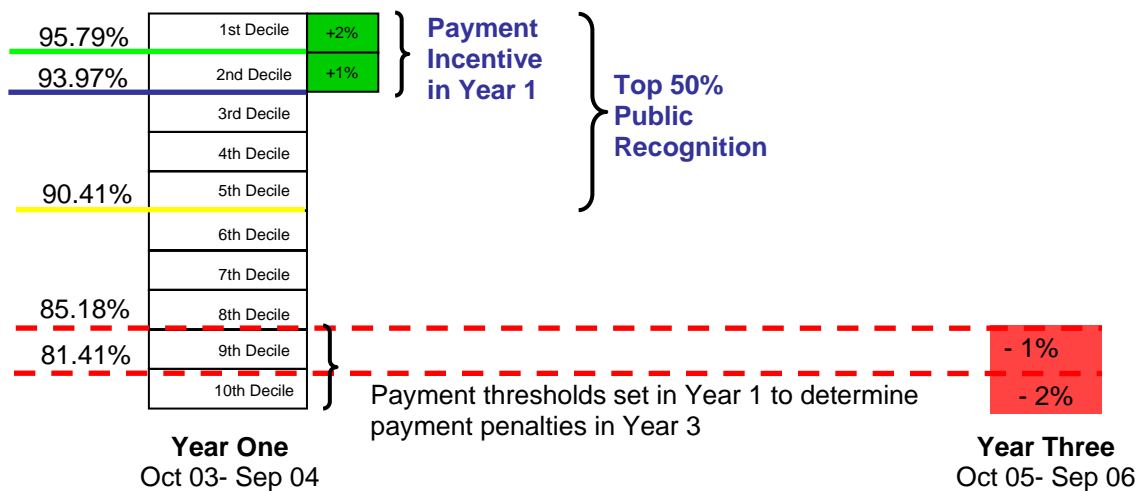 95.79%
1st Decile
+2%
93.97%
2nd Decile
+1%
Payment
Incentive
in Year 1
Top 50%
Public
Recognition
3rd Decile
4th Decile
90.41%
5th Decile
6th Decile
7th Decile
85.18%
8th Decile
81.41%
9th Decile
10th Decile
- 1%
- 2%
Payment thresholds set in Year 1 to determine
payment penalties in Year 3
Year One
Oct 03- Sep 04
Year Three
Oct 05- Sep 06